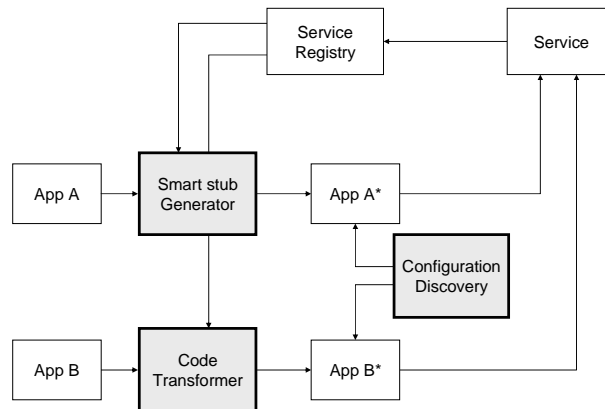 Service
Registry
Service
App A
Smart stub
Generator
App A*
Configuration
Discovery
App B
Code
Transformer
App B*